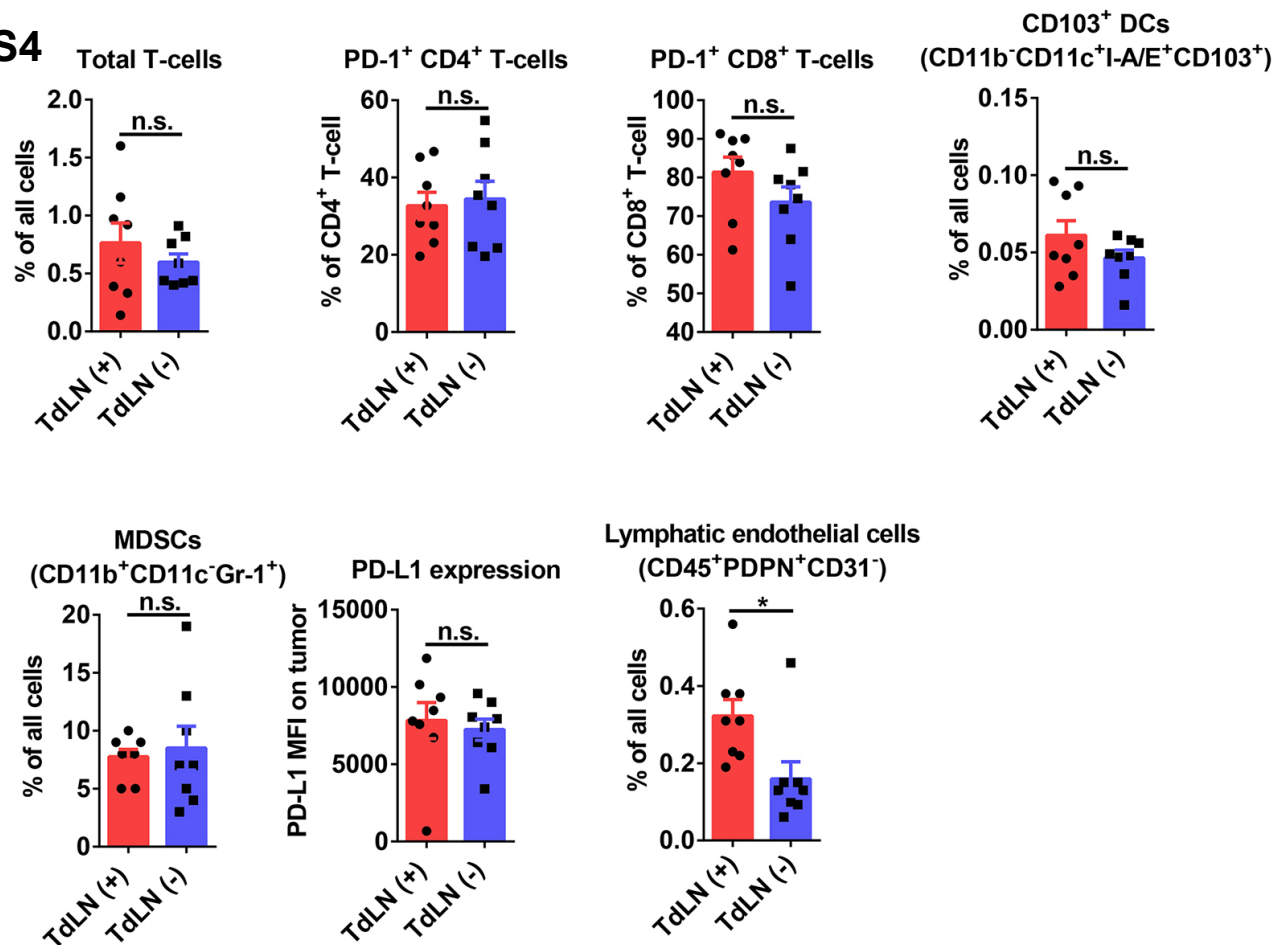 S4
Total T-cells
n.s.
% of all cells
2.0
1.5
1.0
0.5
0.0
TdLN (+)
TdLN (-)
PD-1+ CD4+ T-cells
n.s.
% of CD4+ T-cell
60
40
20
0
TdLN (+)
TdLN (-)
PD-1+ CD8+ T-cells
n.s.
% of CD8+ T-cell
100
90
80
70
60
50
40
TdLN (+)
TdLN (-)
CD103+ DCs
(CD11b-CD11c+I-A/E+CD103+)
n.s.
% of all cells
0.15
0.10
0.05
0.00
TdLN (+)
TdLN (-)
MDSCs
(CD11b+CD11c-Gr-1+)
n.s.
% of all cells
20
15
10
5
0
TdLN (+)
TdLN (-)
PD-L1 expression
n.s.
PD-L1 MFI on tumor
15000
10000
5000
0
TdLN (+)
TdLN (-)
Lymphatic endothelial cells
(CD45+PDPN+CD31-)
*
% of all cells
0.6
0.4
0.2
0.0
TdLN (+)
TdLN (-)